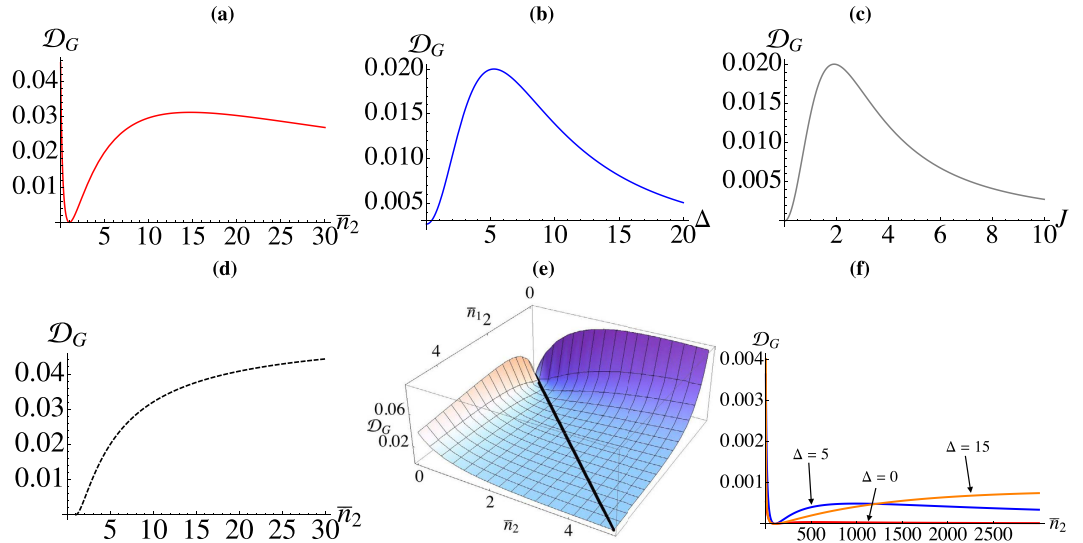 (a)
𝒟_G
0.04
0.03
0.02
0.01
5 10 15 20 25 30 n̅₂
(b)
𝒟_G
0.020
0.015
0.010
0.005
5 10 15 20 Δ
(c)
𝒟_G
0.020
0.015
0.010
0.005
2 4 6 8 10 J
(d)
𝒟_G
0.04
0.03
0.02
0.01
5 10 15 20 25 30 n̅₂
(e)
0
n̅₁ 2
4
0.06
𝒟_G
0.02
0
2
4
n̅₂
(f)
𝒟_G
0.004
0.003
0.002
0.001
Δ = 5
Δ = 0
Δ = 15
500 1000 1500 2000 2500 n̅₂